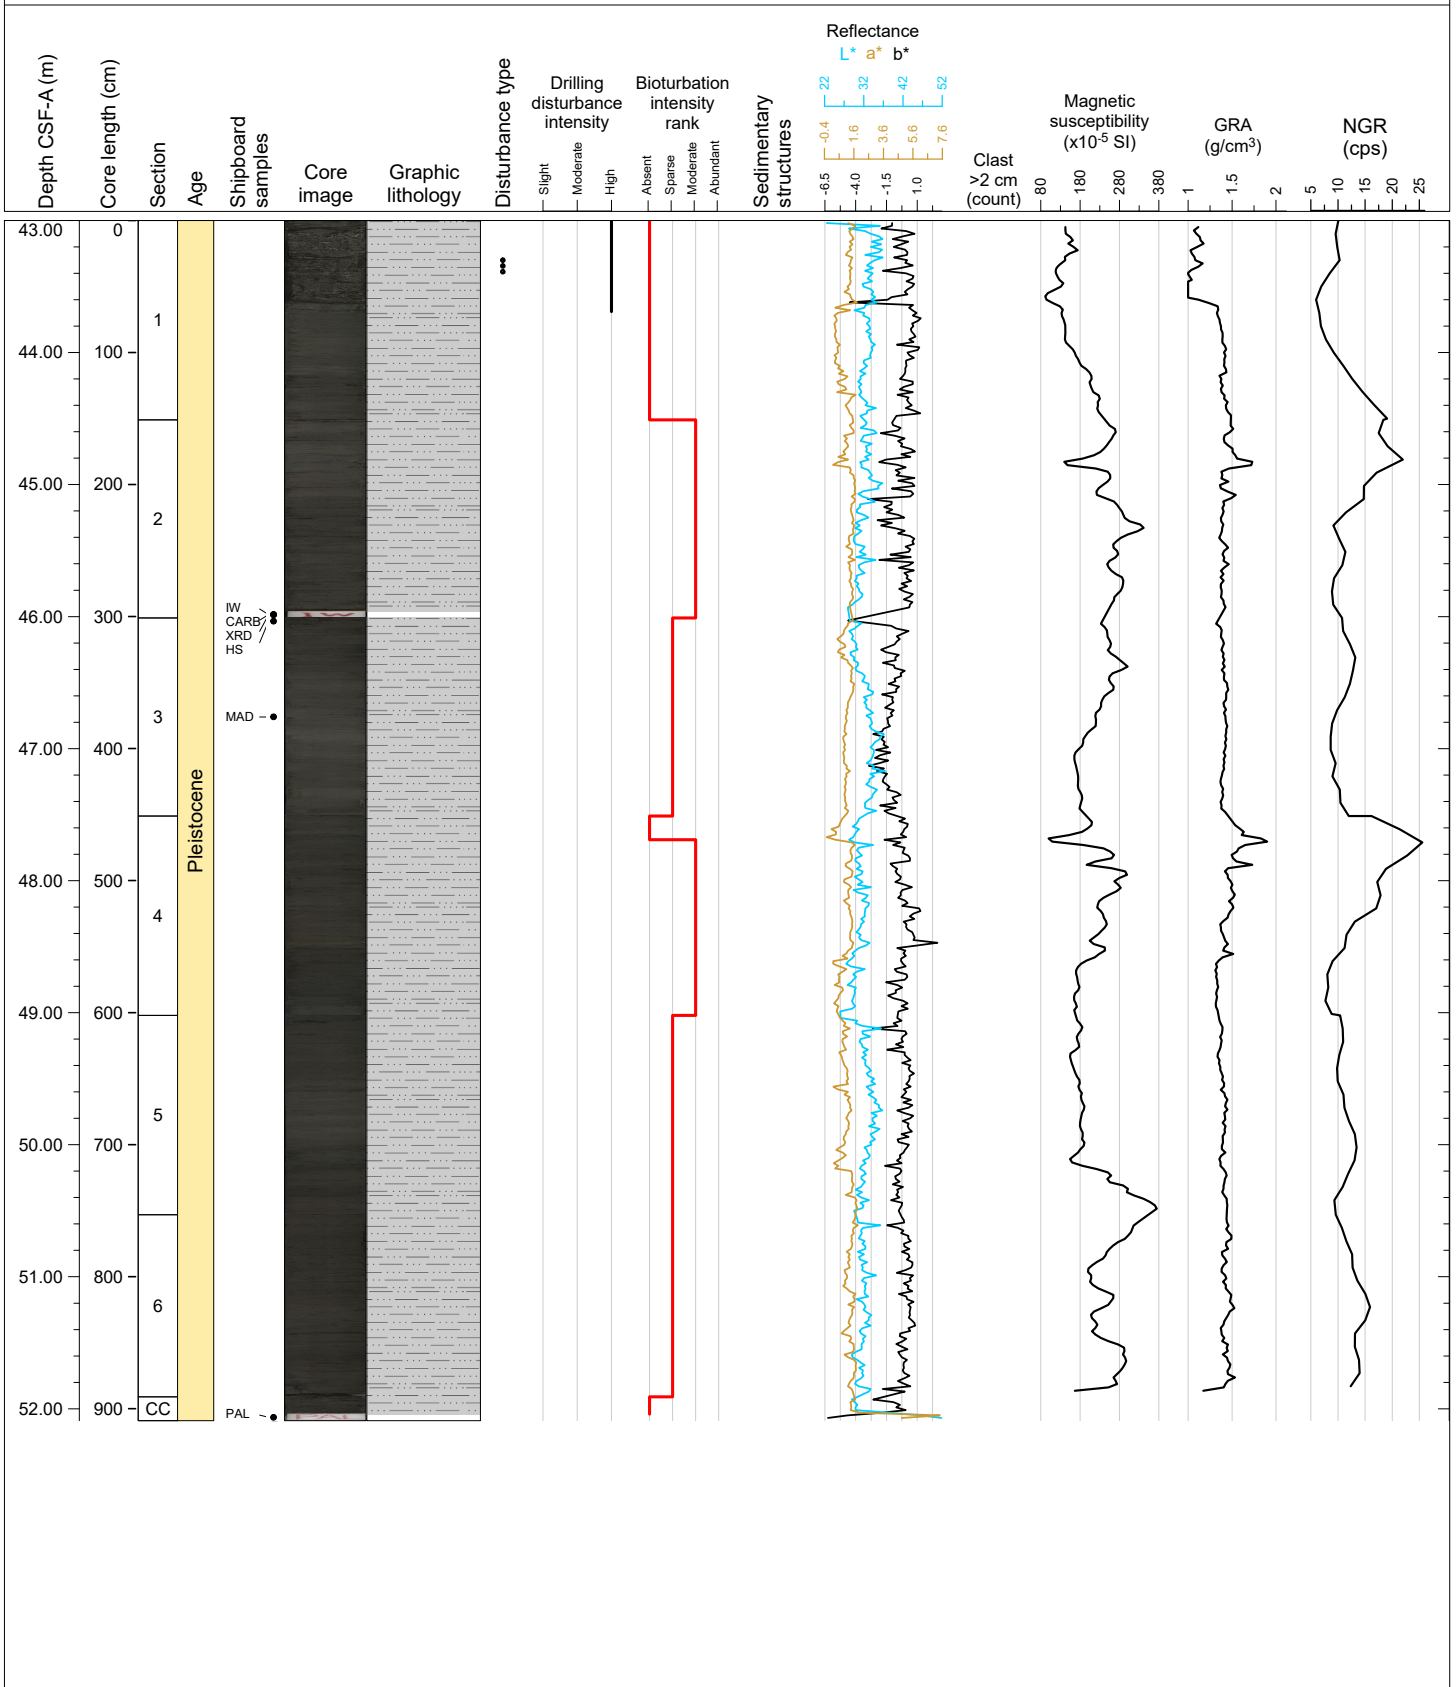 Depth CSF-A (m)
Core length (cm)
Section
Age
Shipboard
samples
Core
image
Graphic
lithology
Disturbance type
Drilling
disturbance
intensity
Slight
Moderate
High
Bioturbation
intensity
rank
Absent
Sparse
Moderate
Abundant
Sedimentary
structures
Reflectance
L* a* b*
22 32 42 52
-0.4 1.6 3.6 5.6 7.6
-6.5 -4.0 -1.5 1.0
Clast
>2 cm
(count)
Magnetic
susceptibility
(x10-5 SI)
80 180 280 380
GRA
(g/cm3)
1 1.5 2
NGR
(cps)
5 10 15 20 25
43.00 0
1
44.00 100
45.00 200
2
IW
46.00 300
CARB
XRD
HS
3
MAD
47.00 400
Pleistocene
48.00 500
4
49.00 600
5
50.00 700
51.00 800
6
52.00 900 CC
PAL